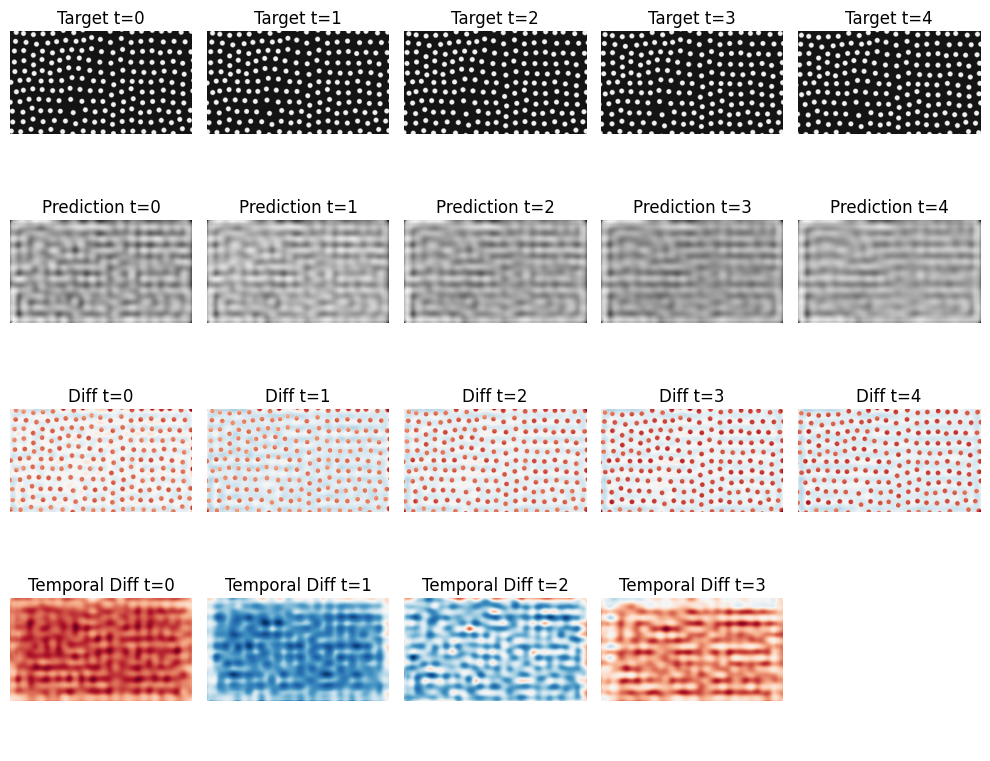 Target t=0 Target t=1 Target t=2 Target t=3 Target t=4
Prediction t=0 Prediction t=1 Prediction t=2 Prediction t=3 Prediction t=4
Diff t=0 Diff t=1 Diff t=2 Diff t=3 Diff t=4
Temporal Diff t=0 Temporal Diff t=1 Temporal Diff t=2 Temporal Diff t=3